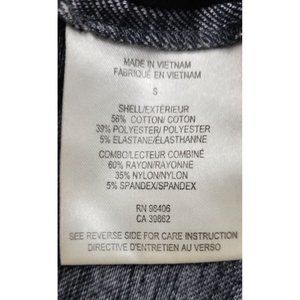 MADE IN VIETNAM
FABRIQUÉ EN VIETNAM
S
SHELL/EXTÉRIEUR
56% COTTON/ COTON
39% POLYESTER/ POLYESTER
5% ELASTANE/ÉLASTHANNE
COMBO/LECTEUR COMBINÉ
60% RAYON/RAYONNE
35% NYLON/NYLON
5% SPANDEX/SPANDEX
RN 98406
CA 39862
SEE REVERSE SIDE FOR CARE INSTRUCTION
DIRECTIVE D'ENTRETIEN AU VERSO